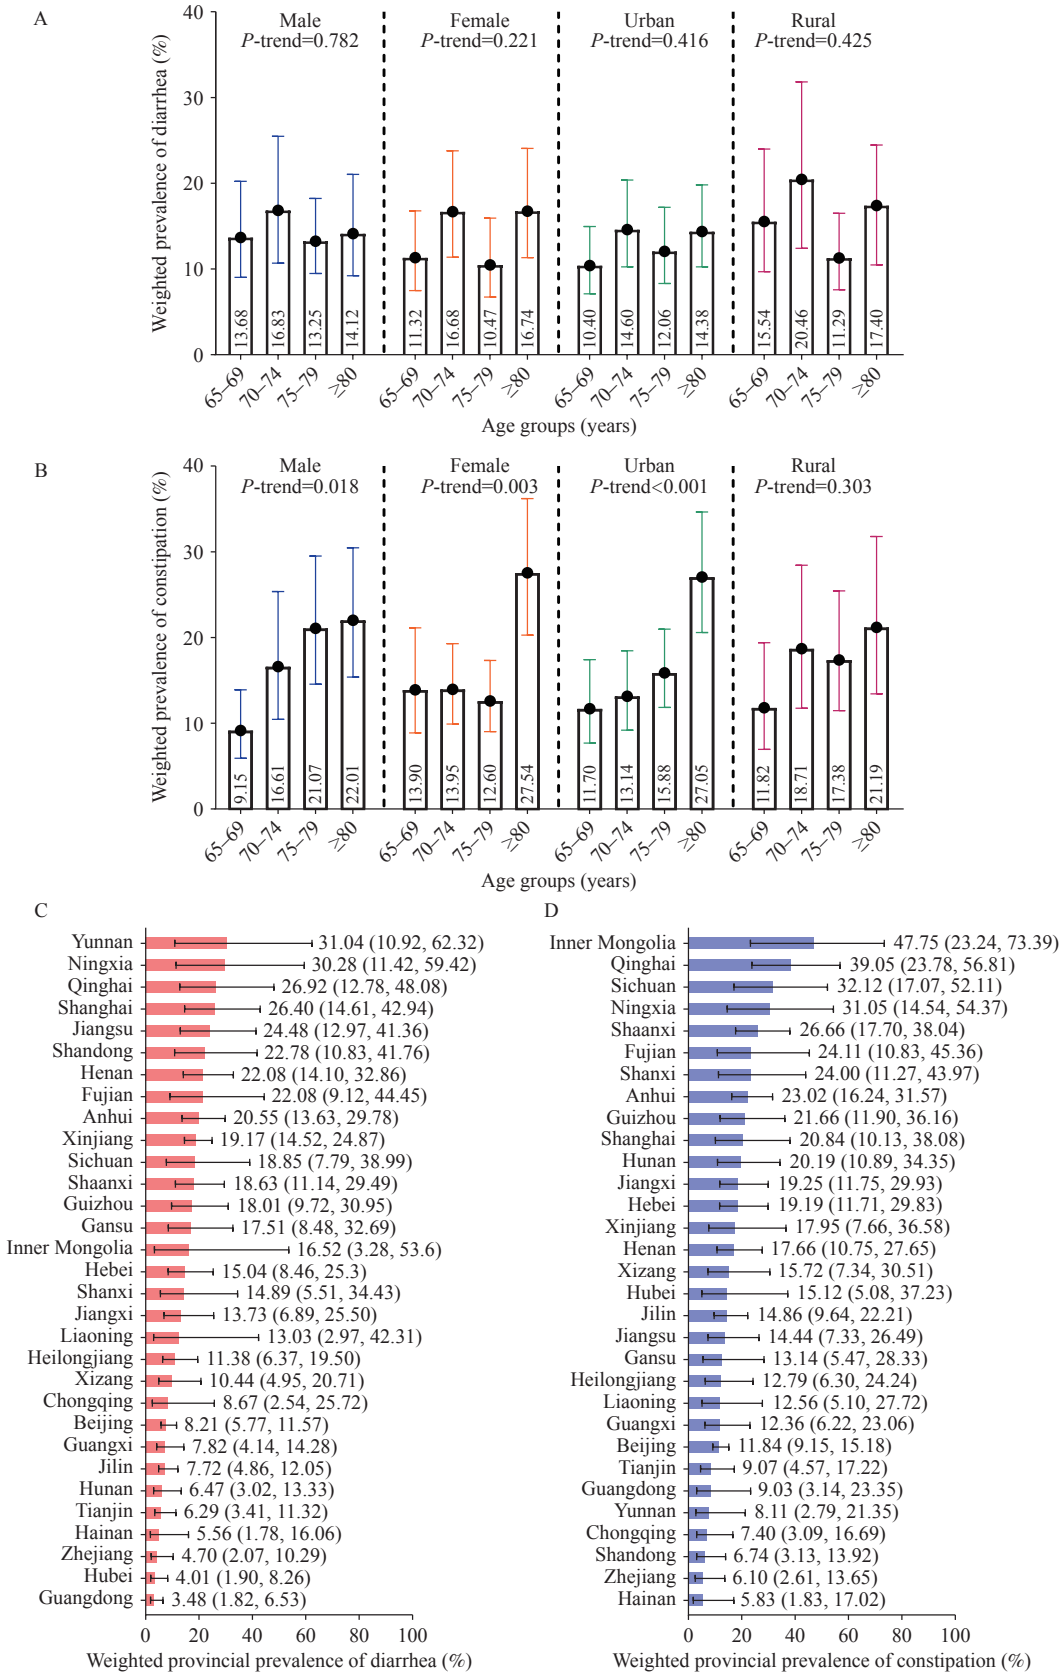 A
Male Female Urban Rural
P-trend=0.782 P-trend=0.221 P-trend=0.416 P-trend=0.425
Weighted prevalence of diarrhea (%)
40
30
20
10
0
13.68 16.83 13.25 14.12 11.32 16.68 10.47 16.74 10.40 14.60 12.06 14.38 15.54 20.46 11.29 17.40
65–69 70–74 75–79 ≥80 65–69 70–74 75–79 ≥80 65–69 70–74 75–79 ≥80 65–69 70–74 75–79 ≥80
Age groups (years)
B
Male Female Urban Rural
P-trend=0.018 P-trend=0.003 P-trend<0.001 P-trend=0.303
Weighted prevalence of constipation (%)
40
30
20
10
0
9.15 16.61 21.07 22.01 13.90 13.95 12.60 27.54 11.70 13.14 15.88 27.05 11.82 18.71 17.38 21.19
65–69 70–74 75–79 ≥80 65–69 70–74 75–79 ≥80 65–69 70–74 75–79 ≥80 65–69 70–74 75–79 ≥80
Age groups (years)
C
Yunnan 31.04 (10.92, 62.32)
Ningxia 30.28 (11.42, 59.42)
Qinghai 26.92 (12.78, 48.08)
Shanghai 26.40 (14.61, 42.94)
Jiangsu 24.48 (12.97, 41.36)
Shandong 22.78 (10.83, 41.76)
Henan 22.08 (14.10, 32.86)
Fujian 22.08 (9.12, 44.45)
Anhui 20.55 (13.63, 29.78)
Xinjiang 19.17 (14.52, 24.87)
Sichuan 18.85 (7.79, 38.99)
Shaanxi 18.63 (11.14, 29.49)
Guizhou 18.01 (9.72, 30.95)
Gansu 17.51 (8.48, 32.69)
Inner Mongolia 16.52 (3.28, 53.6)
Hebei 15.04 (8.46, 25.3)
Shanxi 14.89 (5.51, 34.43)
Jiangxi 13.73 (6.89, 25.50)
Liaoning 13.03 (2.97, 42.31)
Heilongjiang 11.38 (6.37, 19.50)
Xizang 10.44 (4.95, 20.71)
Chongqing 8.67 (2.54, 25.72)
Beijing 8.21 (5.77, 11.57)
Guangxi 7.82 (4.14, 14.28)
Jilin 7.72 (4.86, 12.05)
Hunan 6.47 (3.02, 13.33)
Tianjin 6.29 (3.41, 11.32)
Hainan 5.56 (1.78, 16.06)
Zhejiang 4.70 (2.07, 10.29)
Hubei 4.01 (1.90, 8.26)
Guangdong 3.48 (1.82, 6.53)
0 20 40 60 80 100
Weighted provincial prevalence of diarrhea (%)
D
Inner Mongolia 47.75 (23.24, 73.39)
Qinghai 39.05 (23.78, 56.81)
Sichuan 32.12 (17.07, 52.11)
Ningxia 31.05 (14.54, 54.37)
Shaanxi 26.66 (17.70, 38.04)
Fujian 24.11 (10.83, 45.36)
Shanxi 24.00 (11.27, 43.97)
Anhui 23.02 (16.24, 31.57)
Guizhou 21.66 (11.90, 36.16)
Shanghai 20.84 (10.13, 38.08)
Hunan 20.19 (10.89, 34.35)
Jiangxi 19.25 (11.75, 29.93)
Hebei 19.19 (11.71, 29.83)
Xinjiang 17.95 (7.66, 36.58)
Henan 17.66 (10.75, 27.65)
Xizang 15.72 (7.34, 30.51)
Hubei 15.12 (5.08, 37.23)
Jilin 14.86 (9.64, 22.21)
Jiangsu 14.44 (7.33, 26.49)
Gansu 13.14 (5.47, 28.33)
Heilongjiang 12.79 (6.30, 24.24)
Liaoning 12.56 (5.10, 27.72)
Guangxi 12.36 (6.22, 23.06)
Beijing 11.84 (9.15, 15.18)
Tianjin 9.07 (4.57, 17.22)
Guangdong 9.03 (3.14, 23.35)
Yunnan 8.11 (2.79, 21.35)
Chongqing 7.40 (3.09, 16.69)
Shandong 6.74 (3.13, 13.92)
Zhejiang 6.10 (2.61, 13.65)
Hainan 5.83 (1.83, 17.02)
0 20 40 60 80 100
Weighted provincial prevalence of constipation (%)